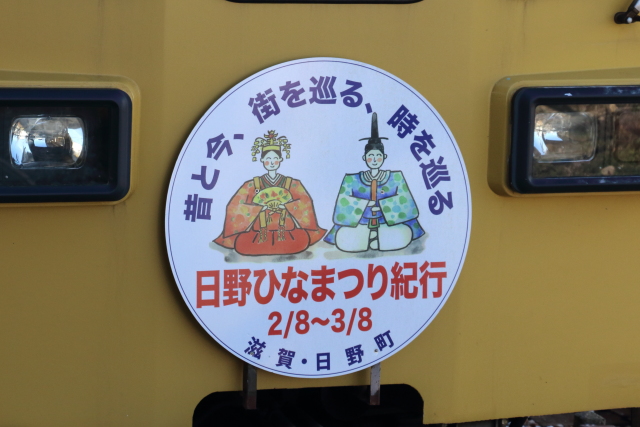 昔と今、街を巡る、時を巡る
日野ひなまつり紀行
2/8～3/8
滋賀・日野町